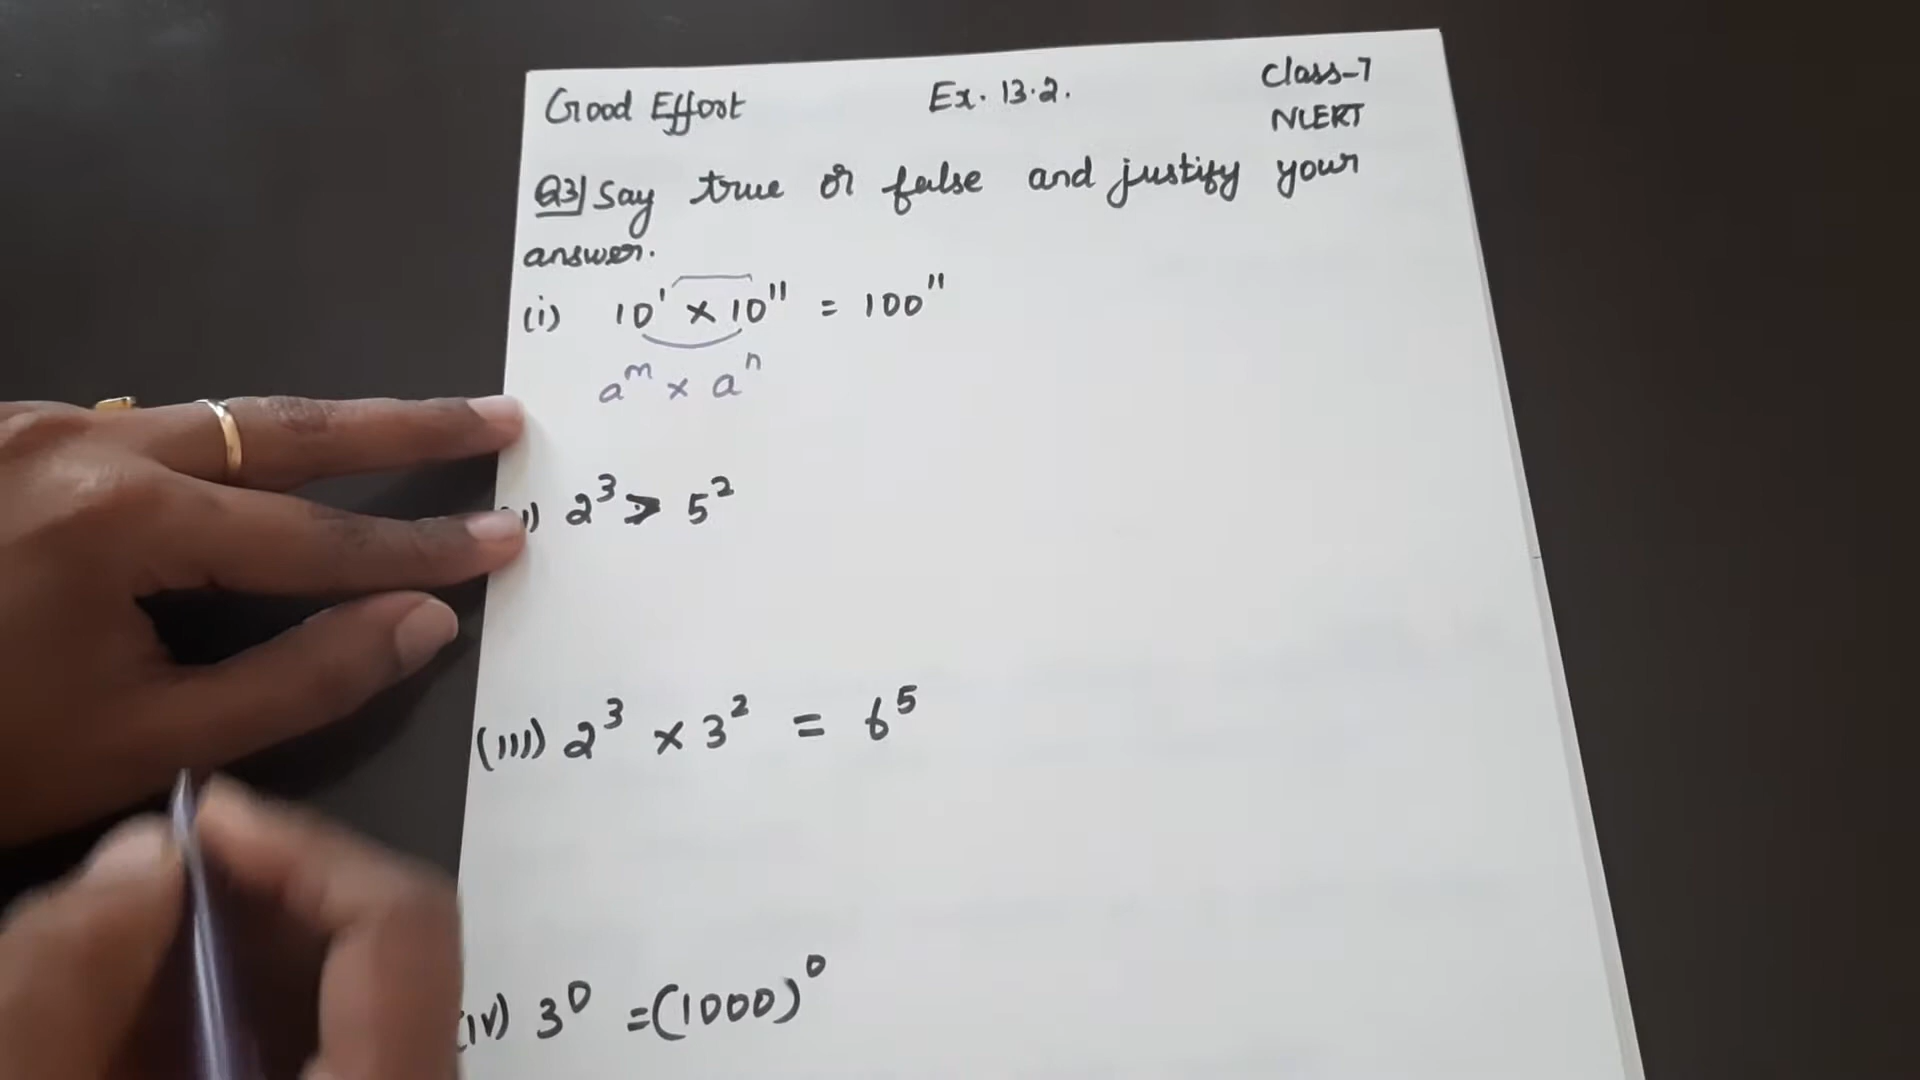 Good Effort Ex. 13.2. Class-7
NCERT
Q3) Say true or false and justify your
answer.
(i) 10¹ × 10¹¹ = 100¹¹
aᵐ × aⁿ
2³ > 5²
(iii) 2³ × 3² = 6⁵
(iv) 3⁰ = (1000)⁰